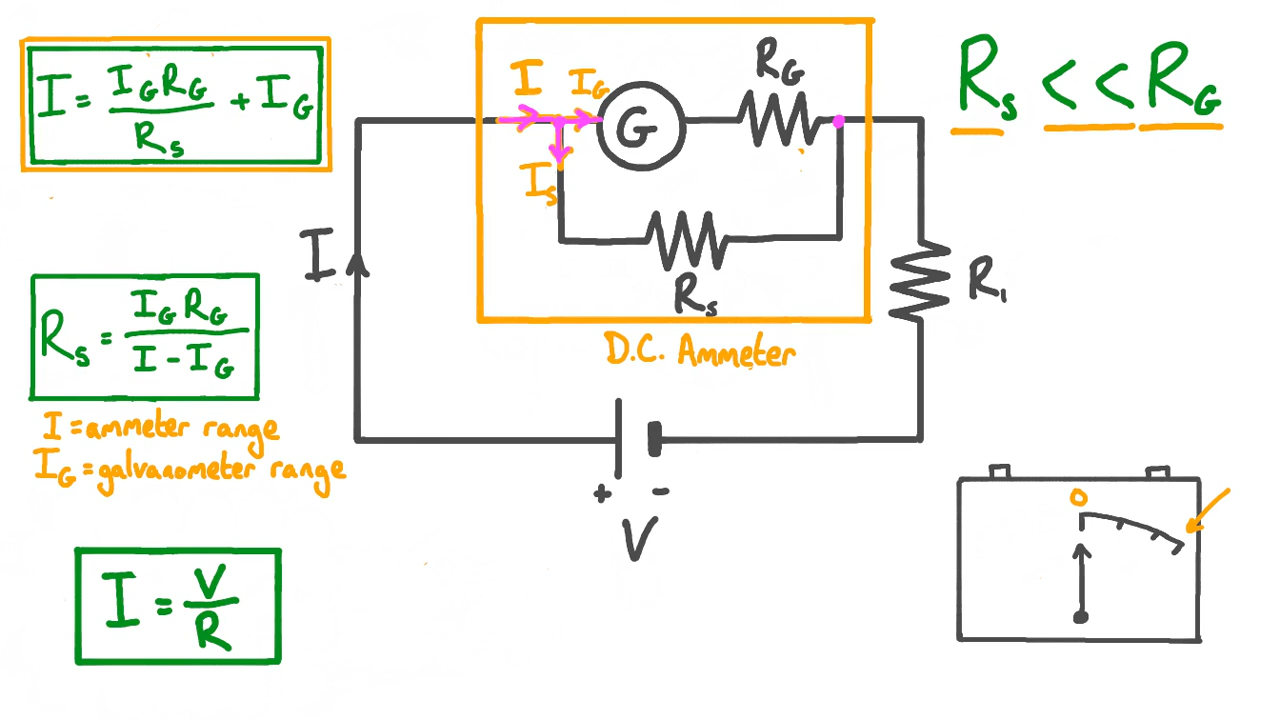 I = I_G R_G / R_s + I_G
I
I_G
G
R_G
I_s
R_s
D.C. Ammeter
R_s << R_G
I
R_1
R_s = I_G R_G / I - I_G
I = ammeter range
I_G = galvanometer range
+ -
V
I = V / R
0